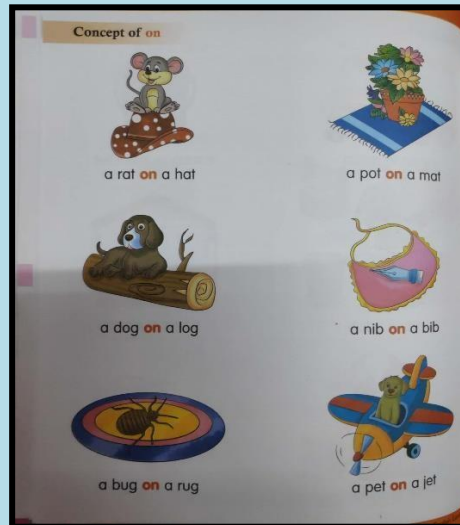 Concept of on
a rat on a hat
a pot on a mat
a dog on a log
a nib on a bib
a bug on a rug
a pet on a jet